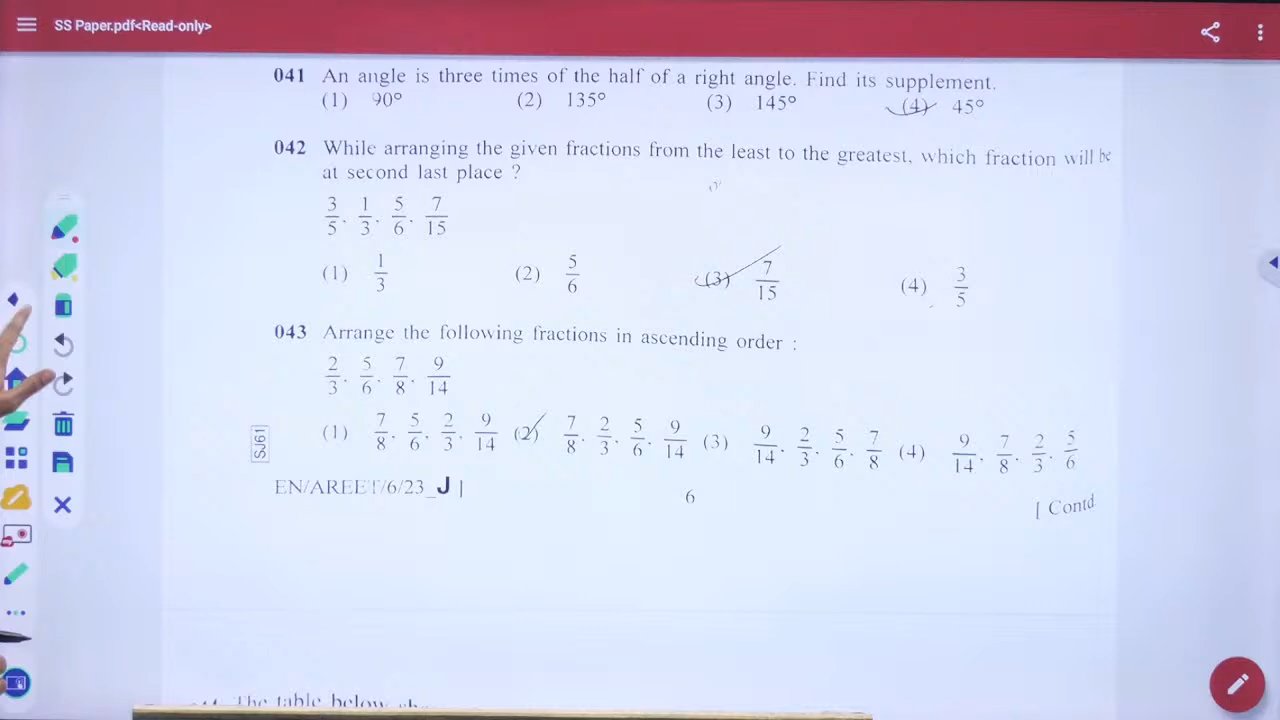 SS Paper.pdf<Read-only>
041 An angle is three times of the half of a right angle. Find its supplement.
(1) 90° (2) 135° (3) 145° (4) 45°
042 While arranging the given fractions from the least to the greatest, which fraction will be
at second last place ?
3/5, 1/3, 5/6, 7/15
(1) 1/3 (2) 5/6 (3) 7/15 (4) 3/5
043 Arrange the following fractions in ascending order :
2/3, 5/6, 7/8, 9/14
(1) 7/8, 5/6, 2/3, 9/14 (2) 7/8, 2/3, 5/6, 9/14 (3) 9/14, 2/3, 5/6, 7/8 (4) 9/14, 7/8, 2/3, 5/6
SJ61
EN/AREET/6/23_J ] 6 [ Contd
The table below